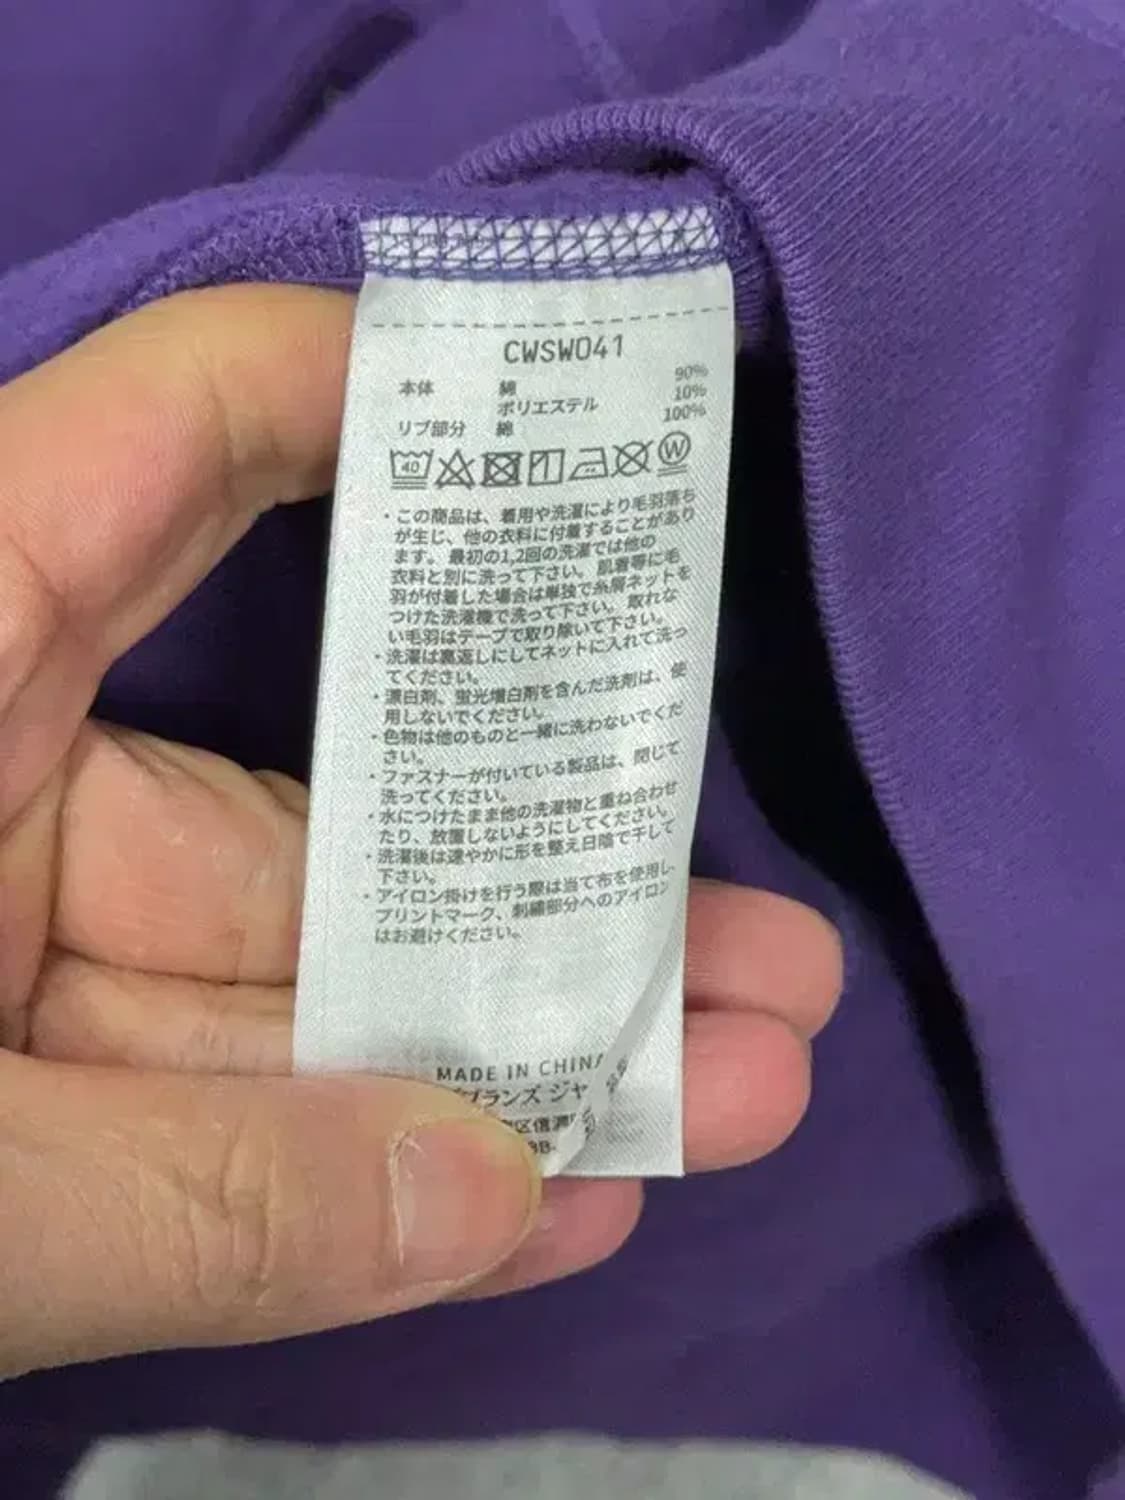 CWSW041
本体 綿 90%
ポリエステル 10%
リブ部分 綿 100%
40
W
・この商品は、着用や洗濯により毛羽落ち
が生じ、他の衣料に付着することがあり
ます。最初の1,2回の洗濯では他の
衣料と別に洗って下さい。肌着等に毛
羽が付着した場合は単独で糸屑ネットを
つけた洗濯機で洗って下さい。取れな
い毛羽はテープで取り除いて下さい。
・洗濯は裏返しにしてネットに入れて洗っ
てください。
・漂白剤、蛍光増白剤を含んだ洗剤は、使
用しないでください。
・色物は他のものと一緒に洗わないでくだ
さい。
・ファスナーが付いている製品は、閉じて
洗ってください。
・水につけたまま他の洗濯物と重ね合わせ
たり、放置しないようにしてください。
・洗濯後は速やかに形を整え日陰で干して
下さい。
・アイロン掛けを行う際は当て布を使用し、
プリントマーク、刺繍部分へのアイロン
はお避けください。
MADE IN CHINA
ブランズ ジャ
区信濃